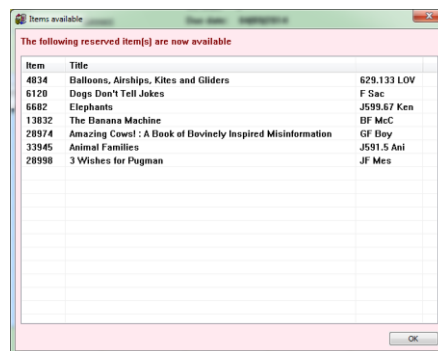 Items available
The following reserved item(s) are now available
Item Title
4834 Balloons, Airships, Kites and Gliders 629.133 LOV
6120 Dogs Don't Tell Jokes F Sac
6682 Elephants J599.67 Ken
13832 The Banana Machine BF McC
28974 Amazing Cows! : A Book of Bovinely Inspired Misinformation GF Boy
33945 Animal Families J591.5 Ani
28998 3 Wishes for Pugman JF Mes
OK